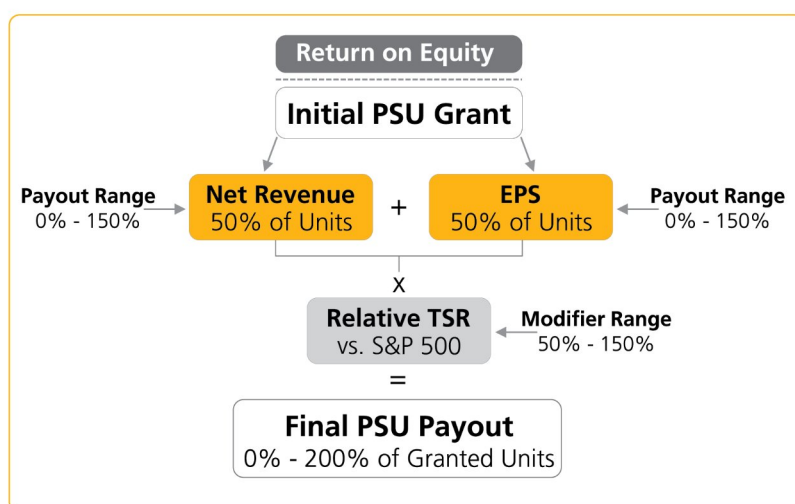 Return on Equity
Initial PSU Grant
Payout Range
0% - 150%
Net Revenue
50% of Units
+
EPS
50% of Units
Payout Range
0% - 150%
x
Relative TSR
vs. S&P 500
Modifier Range
50% - 150%
=
Final PSU Payout
0% - 200% of Granted Units